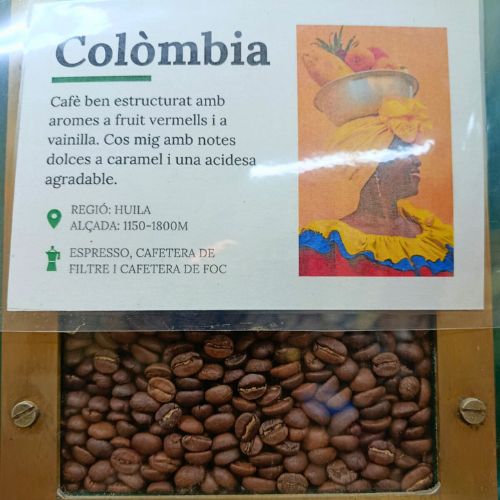 Colòmbia
Cafè ben estructurat amb
aromes a fruit vermells i a
vainilla. Cos mig amb notes
dolces a caramel i una acidesa
agradable.
REGIÓ: HUILA
ALÇADA: 1150-1800M
ESPRESSO, CAFETERA DE
FILTRE I CAFETERA DE FOC